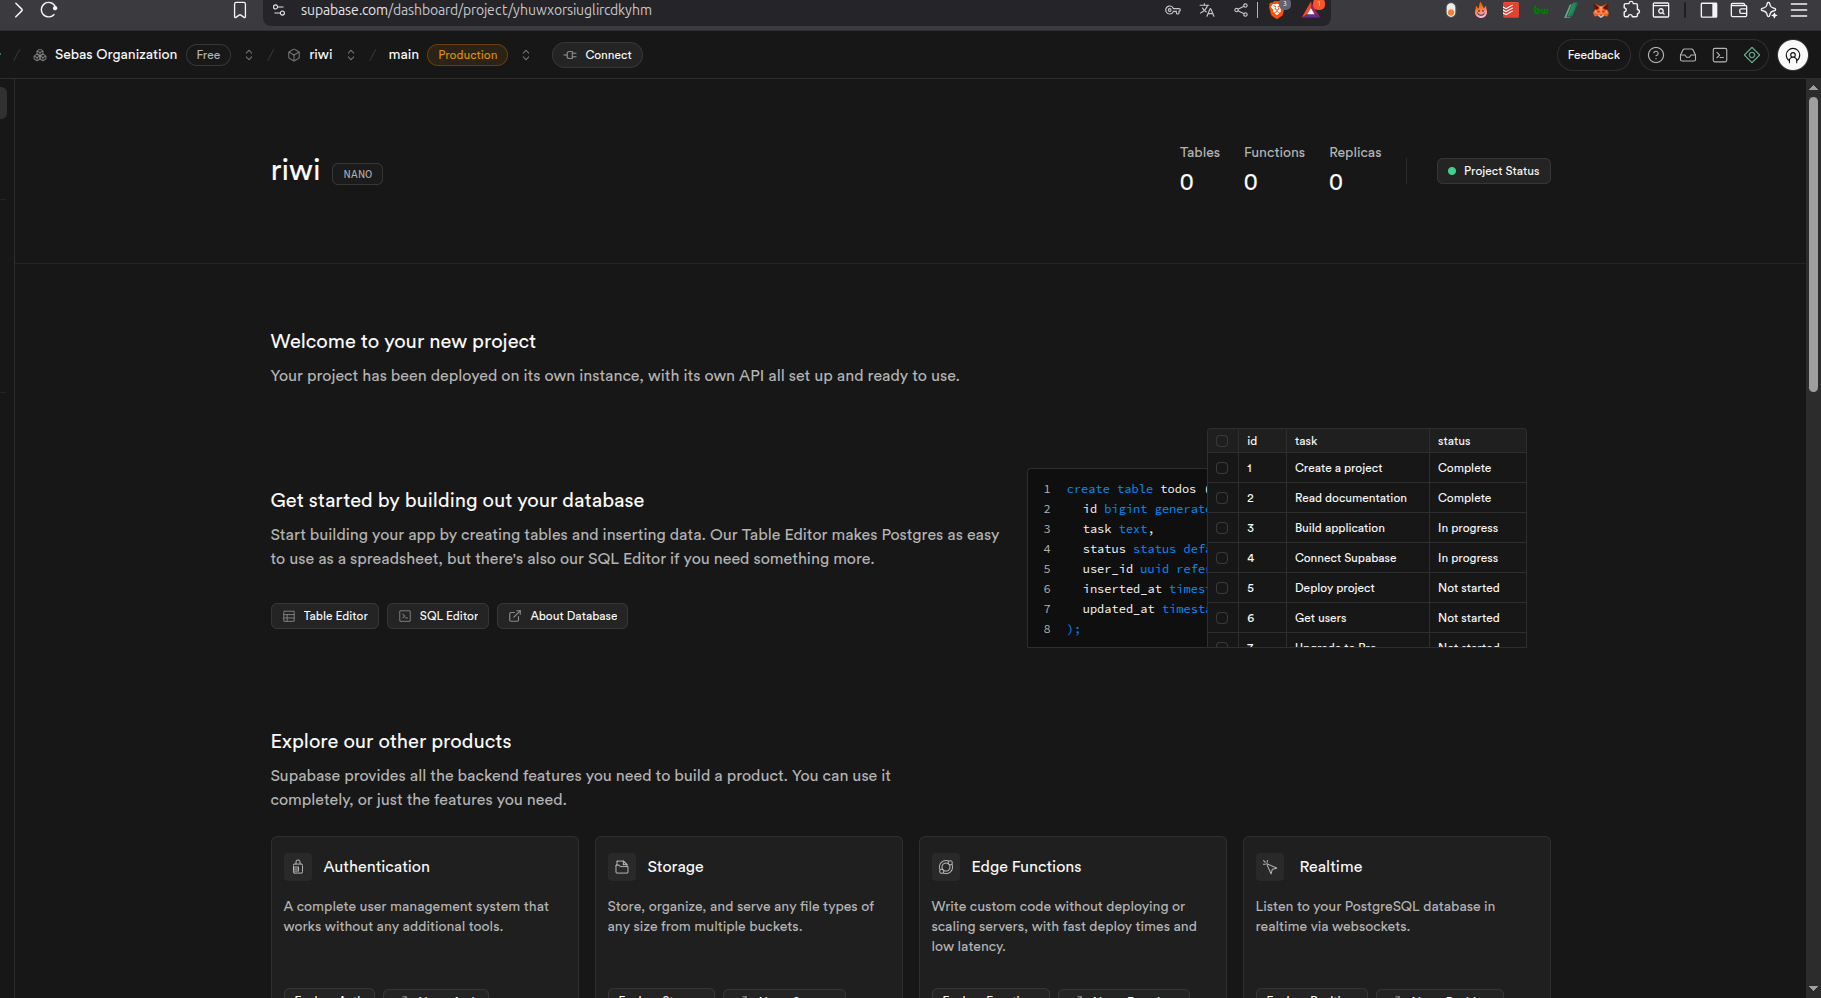 supabase.com/dashboard/project/yhuwxorsiuglircdkyhm
3
1
Sebas Organization Free / riwi / main Production Connect
Feedback
riwi NANO
Tables Functions Replicas
0 0 0
Project Status
Welcome to your new project
Your project has been deployed on its own instance, with its own API all set up and ready to use.
Get started by building out your database
Start building your app by creating tables and inserting data. Our Table Editor makes Postgres as easy
to use as a spreadsheet, but there's also our SQL Editor if you need something more.
Table Editor SQL Editor About Database
1 create table todos (
2 id bigint generate
3 task text,
4 status status defa
5 user_id uuid refe
6 inserted_at times
7 updated_at timesta
8 );
id task status
1 Create a project Complete
2 Read documentation Complete
3 Build application In progress
4 Connect Supabase In progress
5 Deploy project Not started
6 Get users Not started
7 Upgrade to Pro Not started
Explore our other products
Supabase provides all the backend features you need to build a product. You can use it
completely, or just the features you need.
Authentication
A complete user management system that
works without any additional tools.
Storage
Store, organize, and serve any file types of
any size from multiple buckets.
Edge Functions
Write custom code without deploying or
scaling servers, with fast deploy times and
low latency.
Realtime
Listen to your PostgreSQL database in
realtime via websockets.